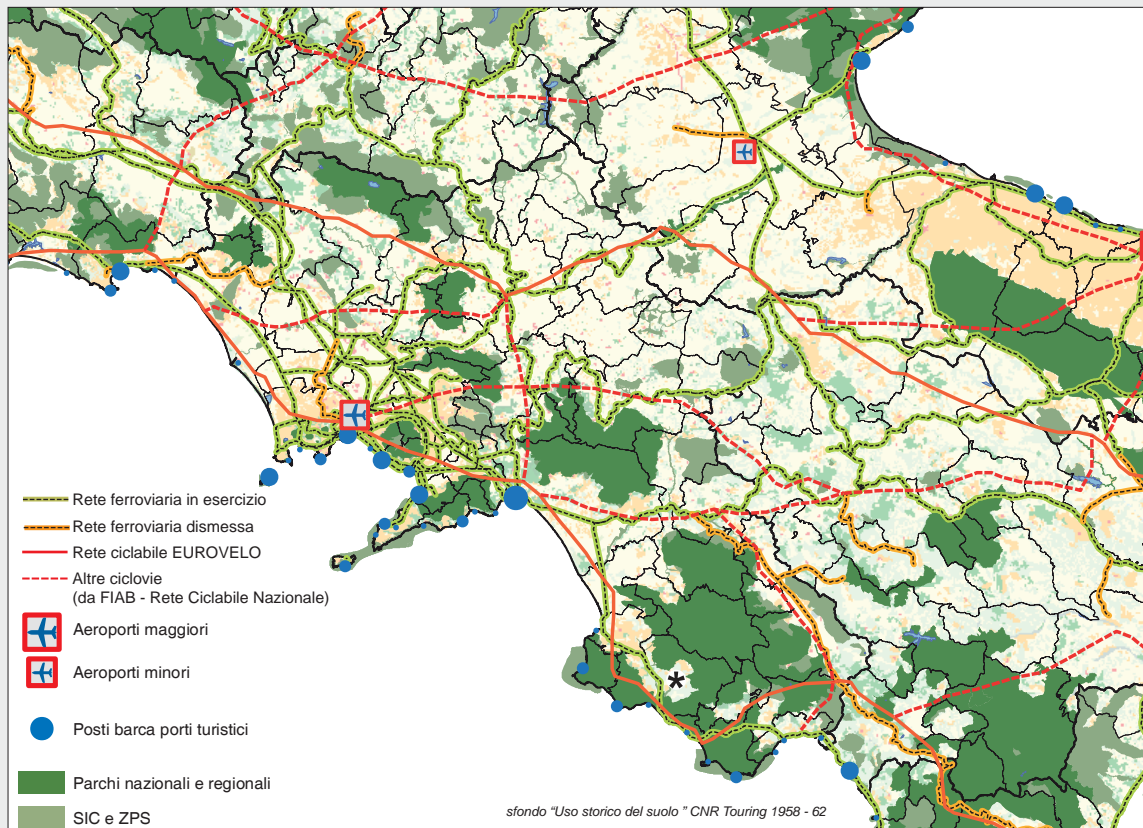 Rete ferroviaria in esercizio
Rete ferroviaria dismessa
Rete ciclabile EUROVELO
Altre ciclovie
(da FIAB - Rete Ciclabile Nazionale)
Aeroporti maggiori
Aeroporti minori
Posti barca porti turistici
Parchi nazionali e regionali
SIC e ZPS
*
sfondo “Uso storico del suolo ” CNR Touring 1958 - 62